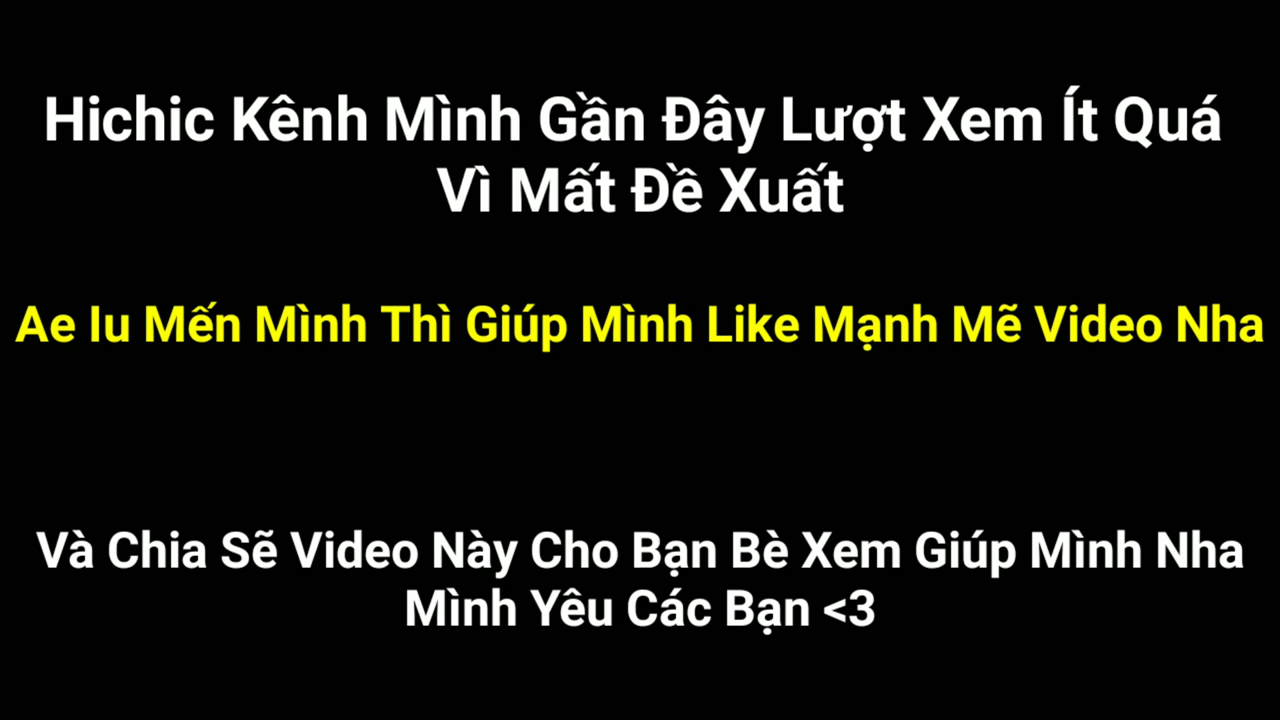 Hichic Kênh Mình Gần Đây Lượt Xem Ít Quá
Vì Mất Đề Xuất
Ae Iu Mến Mình Thì Giúp Mình Like Mạnh Mẽ Video Nha
Và Chia Sẽ Video Này Cho Bạn Bè Xem Giúp Mình Nha
Mình Yêu Các Bạn <3